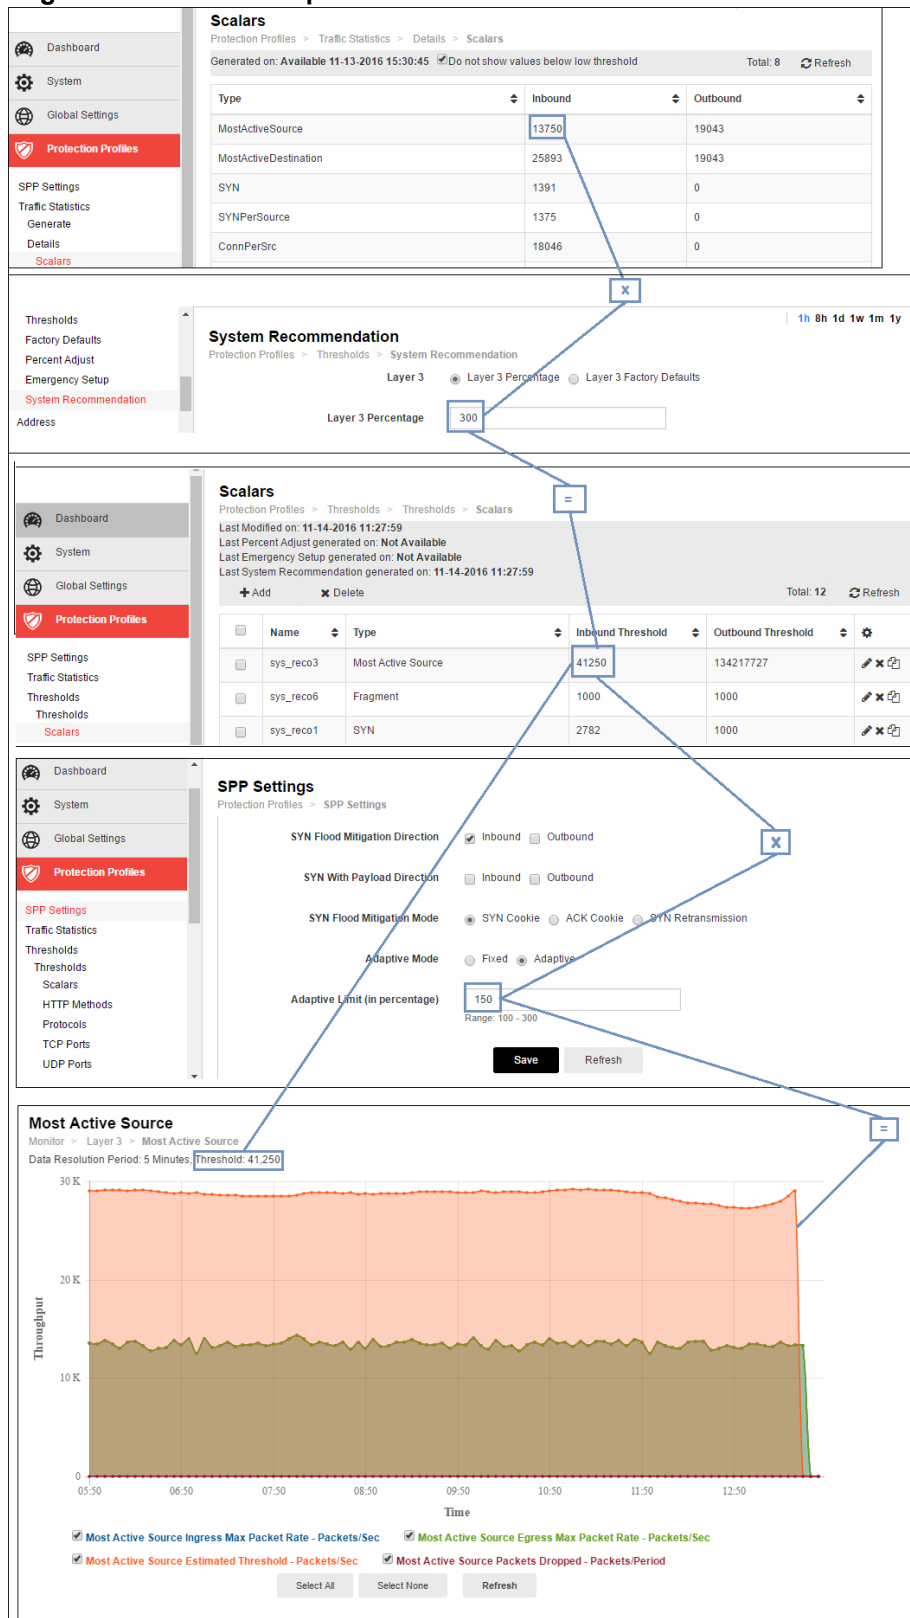 Scalars
Protection Profiles > Traffic Statistics > Details > Scalars
Generated on: Available 11-13-2016 15:30:45 Do not show values below low threshold Total: 8 Refresh
Dashboard
System
Global Settings
Protection Profiles
SPP Settings
Traffic Statistics
Generate
Details
Scalars
Type Inbound Outbound
MostActiveSource 13750 19043
MostActiveDestination 25893 19043
SYN 1391 0
SYNPerSource 1375 0
ConnPerSrc 18046 0
x
1h 8h 1d 1w 1m 1y
Thresholds
Factory Defaults
Percent Adjust
Emergency Setup
System Recommendation
Address
System Recommendation
Protection Profiles > Thresholds > System Recommendation
Layer 3 Layer 3 Percentage Layer 3 Factory Defaults
Layer 3 Percentage 300
=
Dashboard
System
Global Settings
Protection Profiles
SPP Settings
Traffic Statistics
Thresholds
Thresholds
Scalars
Scalars
Protection Profiles > Thresholds > Thresholds > Scalars
Last Modified on: 11-14-2016 11:27:59
Last Percent Adjust generated on: Not Available
Last Emergency Setup generated on: Not Available
Last System Recommendation generated on: 11-14-2016 11:27:59
Add Delete Total: 12 Refresh
Name Type Inbound Threshold Outbound Threshold
sys_reco3 Most Active Source 41250 134217727
sys_reco6 Fragment 1000 1000
sys_reco1 SYN 2782 1000
Dashboard
System
Global Settings
Protection Profiles
SPP Settings
Traffic Statistics
Thresholds
Thresholds
Scalars
HTTP Methods
Protocols
TCP Ports
UDP Ports
SPP Settings
Protection Profiles > SPP Settings
SYN Flood Mitigation Direction Inbound Outbound
x
SYN With Payload Direction Inbound Outbound
SYN Flood Mitigation Mode SYN Cookie ACK Cookie SYN Retransmission
Adaptive Mode Fixed Adaptive
Adaptive Limit (in percentage) 150
Range: 100 - 300
Save Refresh
=
Most Active Source
Monitor > Layer 3 > Most Active Source
Data Resolution Period: 5 Minutes, Threshold: 41,250
30 K
20 K
10 K
0
Throughput
05:50 06:50 07:50 08:50 09:50 10:50 11:50 12:50
Time
Most Active Source Ingress Max Packet Rate - Packets/Sec Most Active Source Egress Max Packet Rate - Packets/Sec
Most Active Source Estimated Threshold - Packets/Sec Most Active Source Packets Dropped - Packets/Period
Select All Select None Refresh